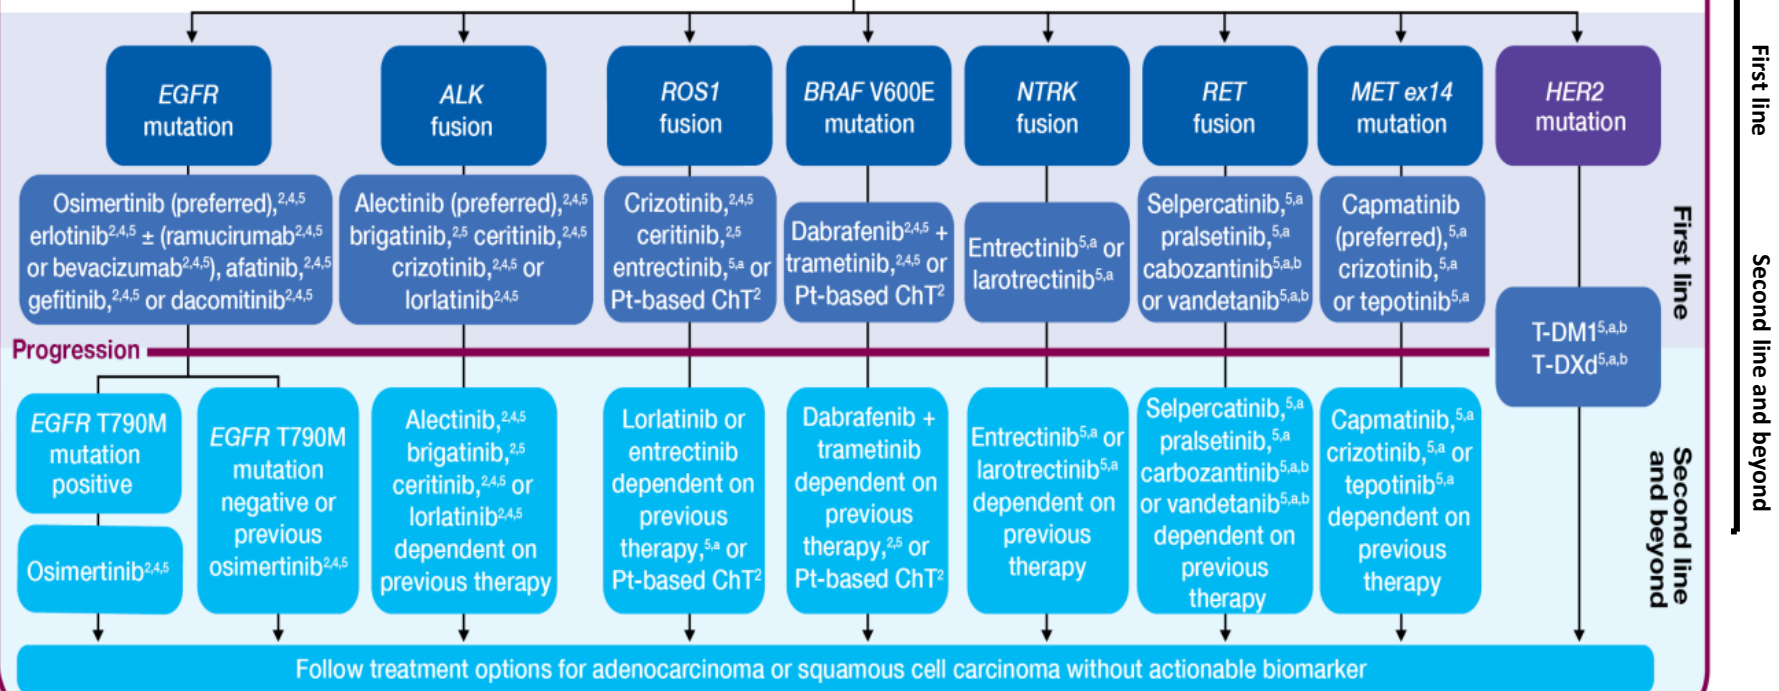 EGFR
mutation
ALK
fusion
ROS1
fusion
BRAF V600E
mutation
NTRK
fusion
RET
fusion
MET ex14
mutation
HER2
mutation
Osimertinib (preferred),2,4,5
erlotinib2,4,5 ± (ramucirumab2,4,5
or bevacizumab2,4,5), afatinib,2,4,5
gefitinib,2,4,5 or dacomitinib2,4,5
Alectinib (preferred),2,4,5
brigatinib,2,5 ceritinib,2,4,5
crizotinib,2,4,5 or
lorlatinib2,4,5
Crizotinib,2,4,5
ceritinib,2,5
entrectinib,5,a or
Pt-based ChT2
Dabrafenib2,4,5 +
trametinib,2,4,5 or
Pt-based ChT2
Entrectinib5,a or
larotrectinib5,a
Selpercatinib,5,a
pralsetinib,5,a
cabozantinib5,a,b
or vandetanib5,a,b
Capmatinib
(preferred),5,a
crizotinib,5,a
or tepotinib5,a
T-DM15,a,b
T-DXd5,a,b
First line
Progression
EGFR T790M
mutation
positive
Osimertinib2,4,5
EGFR T790M
mutation
negative or
previous
osimertinib2,4,5
Alectinib,2,4,5
brigatinib,2,5
ceritinib,2,4,5 or
lorlatinib2,4,5
dependent on
previous therapy
Lorlatinib or
entrectinib
dependent on
previous
therapy,5,a or
Pt-based ChT2
Dabrafenib +
trametinib
dependent on
previous
therapy,2,5 or
Pt-based ChT2
Entrectinib5,a or
larotrectinib5,a
dependent on
previous
therapy
Selpercatinib,5,a
pralsetinib,5,a
carbozantinib5,a,b
or vandetanib5,a,b
dependent on
previous
therapy
Capmatinib,5,a
crizotinib,5,a or
tepotinib5,a
dependent on
previous
therapy
Second line
and beyond
Follow treatment options for adenocarcinoma or squamous cell carcinoma without actionable biomarker
First line
Second line and beyond